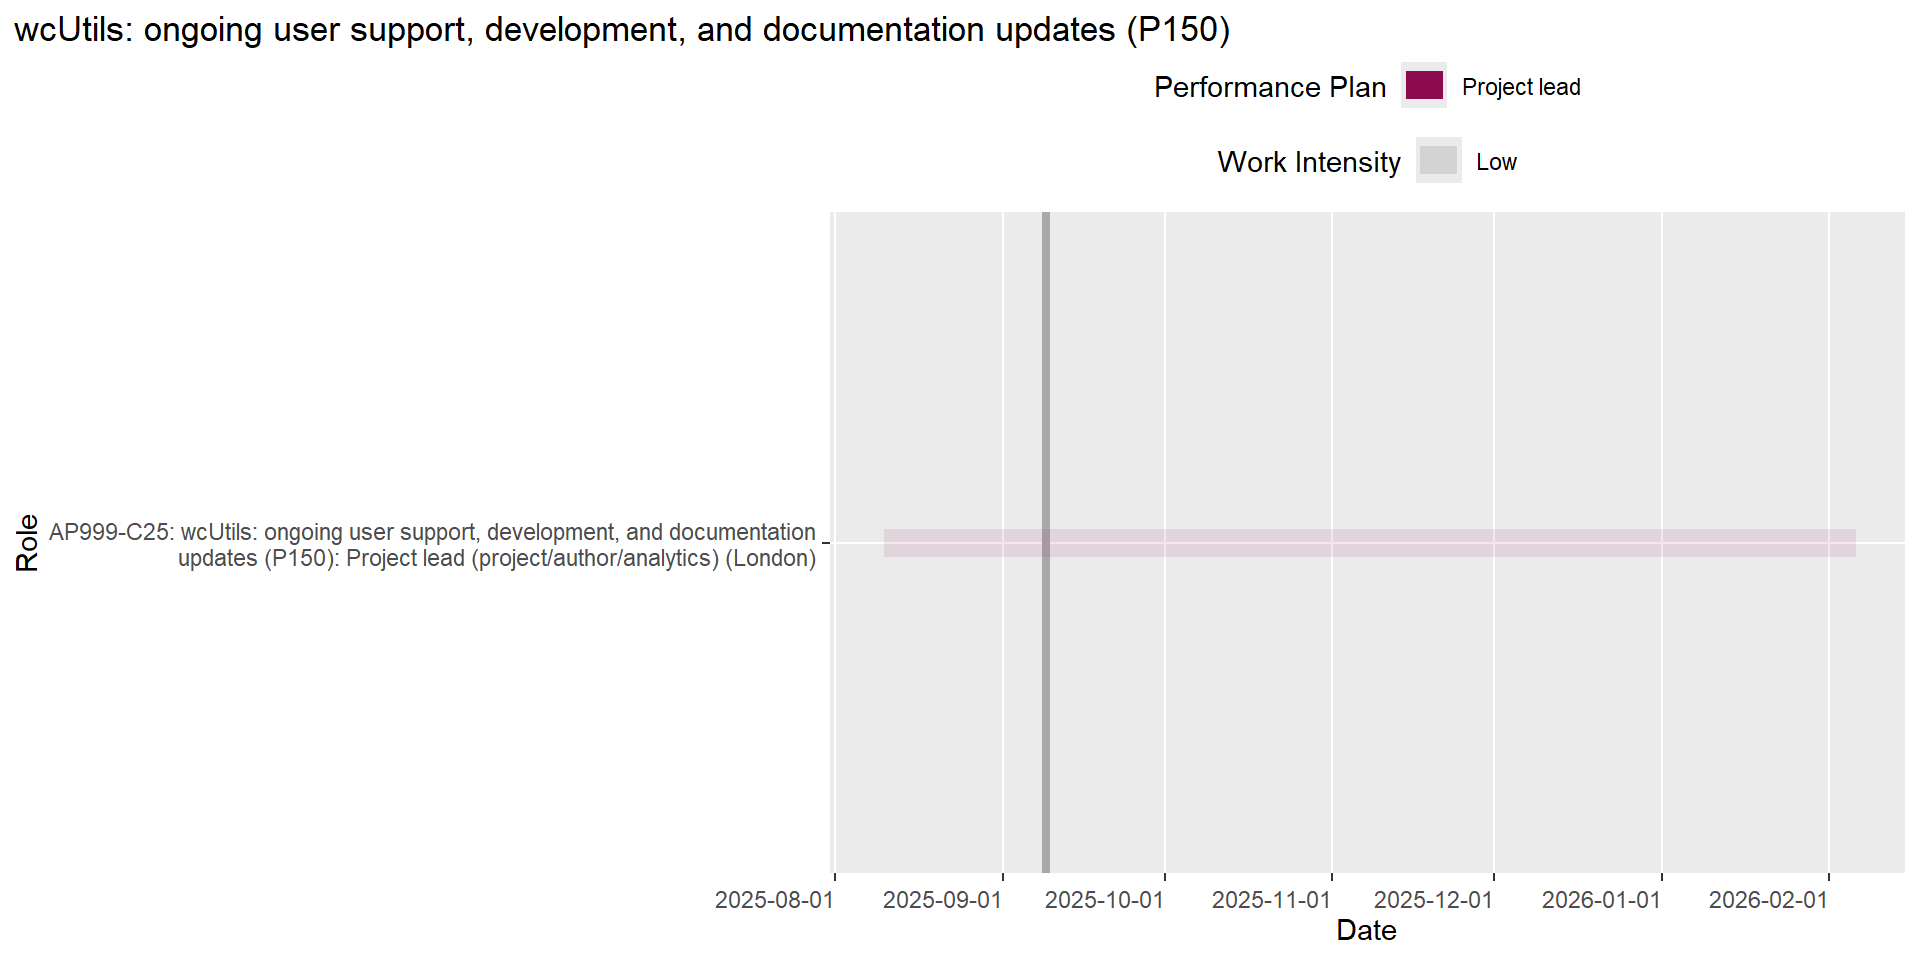 wcUtils: ongoing user support, development, and documentation updates (P150)
Performance Plan
Project lead
Work Intensity
Low
Role
AP999-C25: wcUtils: ongoing user support, development, and documentation
updates (P150): Project lead (project/author/analytics) (London)
2025-08-01
2025-09-01
2025-10-01
2025-11-01
2025-12-01
2026-01-01
2026-02-01
Date